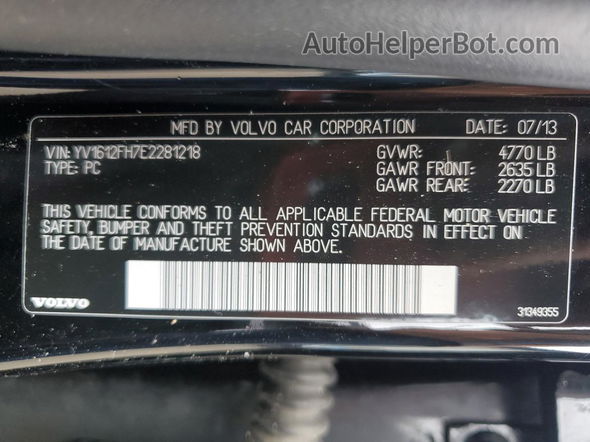 AutoHelperBot.com
MFD BY VOLVO CAR CORPORATION DATE: 07/13
VIN: YV1612FH7E2281218 GVWR: 4770 LB
TYPE: PC GAWR FRONT: 2635 LB
GAWR REAR: 2270 LB
THIS VEHICLE CONFORMS TO ALL APPLICABLE FEDERAL MOTOR VEHICLE
SAFETY, BUMPER AND THEFT PREVENTION STANDARDS IN EFFECT ON
THE DATE OF MANUFACTURE SHOWN ABOVE.
VOLVO 31349355